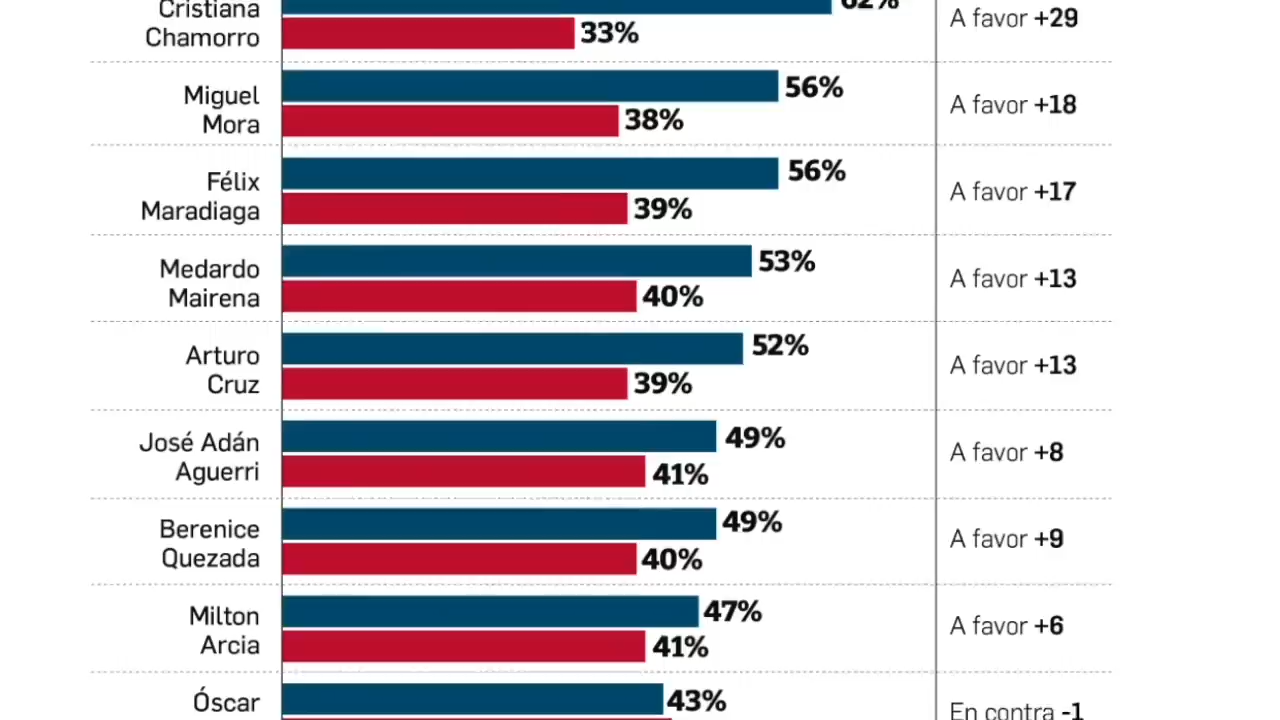 Cristiana
Chamorro
62%
33%
A favor +29
Miguel
Mora
56%
38%
A favor +18
Félix
Maradiaga
56%
39%
A favor +17
Medardo
Mairena
53%
40%
A favor +13
Arturo
Cruz
52%
39%
A favor +13
José Adán
Aguerri
49%
41%
A favor +8
Berenice
Quezada
49%
40%
A favor +9
Milton
Arcia
47%
41%
A favor +6
Óscar
43%
En contra -1